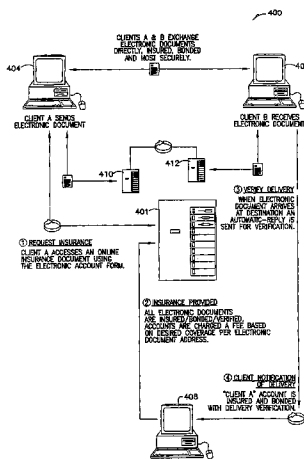 400
CLIENTS A & B EXCHANGE
ELECTRONIC DOCUMENTS
DIRECTLY, INSURED, BONDED
AND MOST SECURELY.
404
40
CLIENT A SENDS
ELECTRONIC DOCUMENT
CLIENT B RECEIVES
ELECTRONIC DOCUMENT
410
412
401
③ VERIFY DELIVERY
WHEN ELECTRONIC
DOCUMENT ARRIVES
AT DESTINATION AN
AUTOMATIC-REPLY IS
SENT FOR VERIFICATION.
① REQUEST INSURANCE
CLIENT A ACCESSES AN ONLINE
INSURANCE DOCUMENT USING
THE ELECTRONIC ACCOUNT FORM.
② INSURANCE PROVIDED
ALL ELECTRONIC DOCUMENTS
ARE INSURED/BONDED/VERIFIED.
ACCOUNTS ARE CHARGED A FEE BASED
ON DESIRED COVERAGE PER ELECTRONIC
DOCUMENT ADDRESS.
④ CLIENT NOTIFICATION
OF DELIVERY
"CLIENT A" ACCOUNT IS
INSURED AND BONDED
WITH DELIVERY VERIFICATION.
408